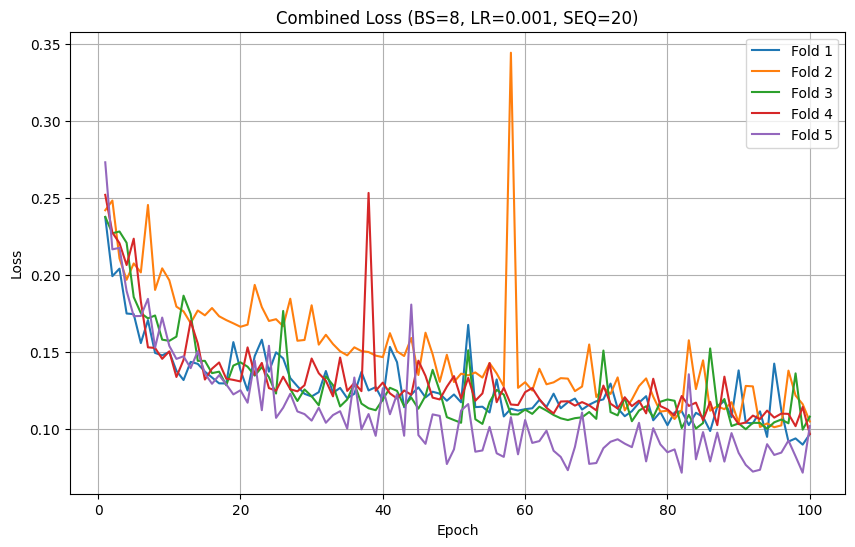 Combined Loss (BS=8, LR=0.001, SEQ=20)
0.35
0.30
0.25
0.20
0.15
0.10
Loss
Fold 1
Fold 2
Fold 3
Fold 4
Fold 5
0
20
40
60
80
100
Epoch